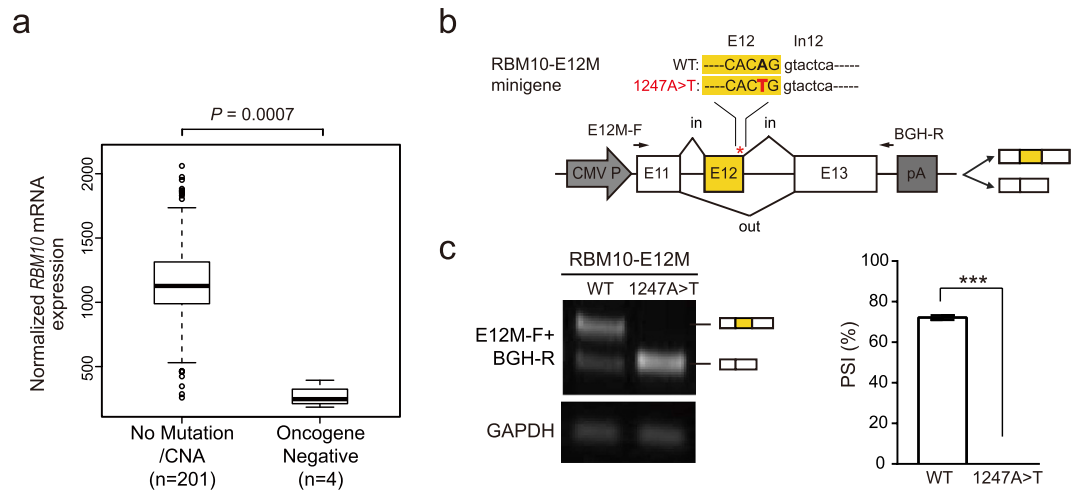 a
P = 0.0007
Normalized RBM10 mRNA
expression
2000
1500
1000
500
No Mutation
/CNA
(n=201)
Oncogene
Negative
(n=4)
b
E12 In12
RBM10-E12M
minigene
WT: ----CACAG gtactca-----
1247A>T: ----CACTG gtactca-----
E12M-F in in BGH-R
*
CMV P E11 E12 E13 pA
out
c
RBM10-E12M
WT 1247A>T
E12M-F+
BGH-R
GAPDH
PSI (%)
100
80
60
40
20
0
***
WT 1247A>T